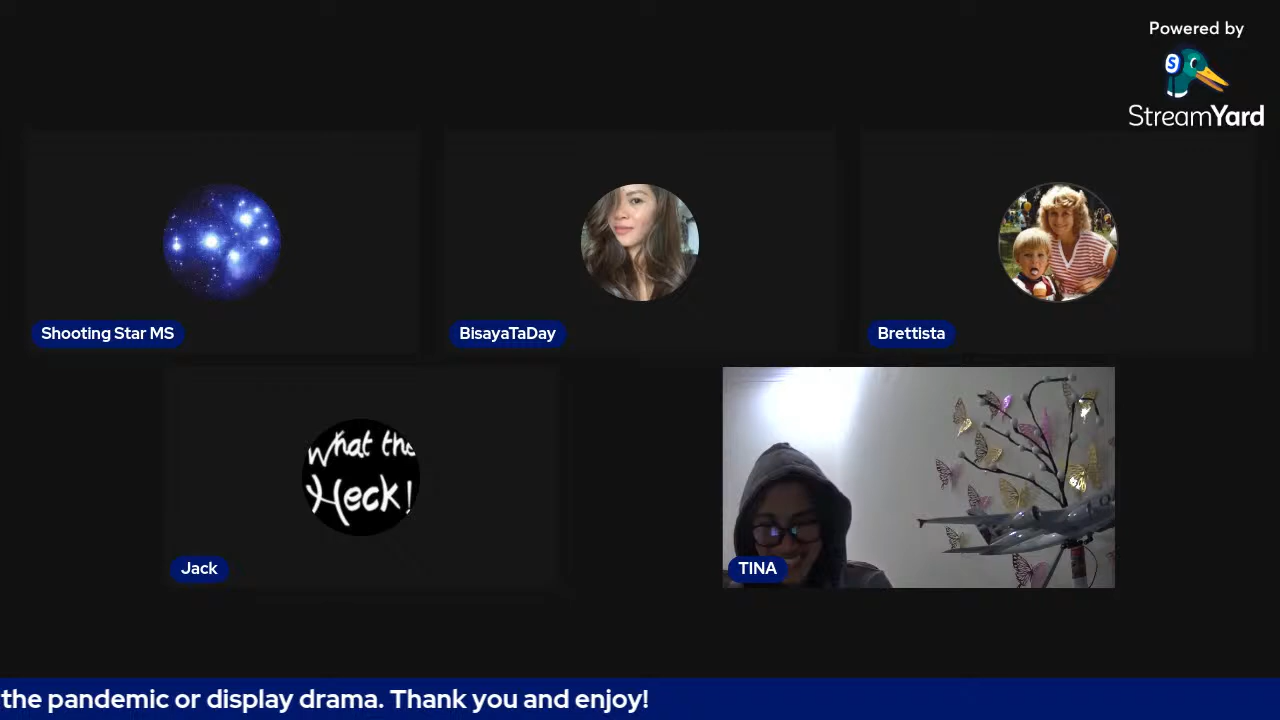 Powered by
S
StreamYard
Shooting Star MS
BisayaTaDay
Brettista
What the
Heck!
Jack
TINA
the pandemic or display drama. Thank you and enjoy!